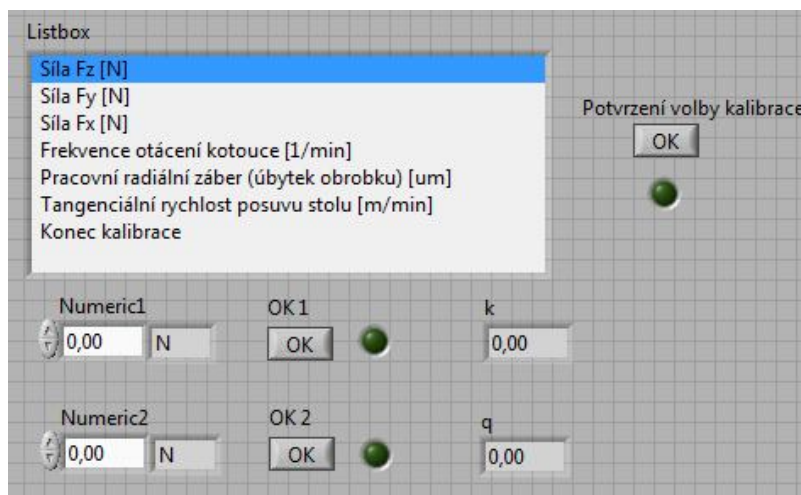 Listbox
Síla Fz [N]
Síla Fy [N]
Síla Fx [N]
Frekvence otácení kotouce [1/min]
Pracovní radiální záber (úbytek obrobku) [um]
Tangenciální rychlost posuvu stolu [m/min]
Konec kalibrace
Potvrzení volby kalibrace
OK
Numeric1 OK 1 k
0,00 N OK 0,00
Numeric2 OK 2 q
0,00 N OK 0,00